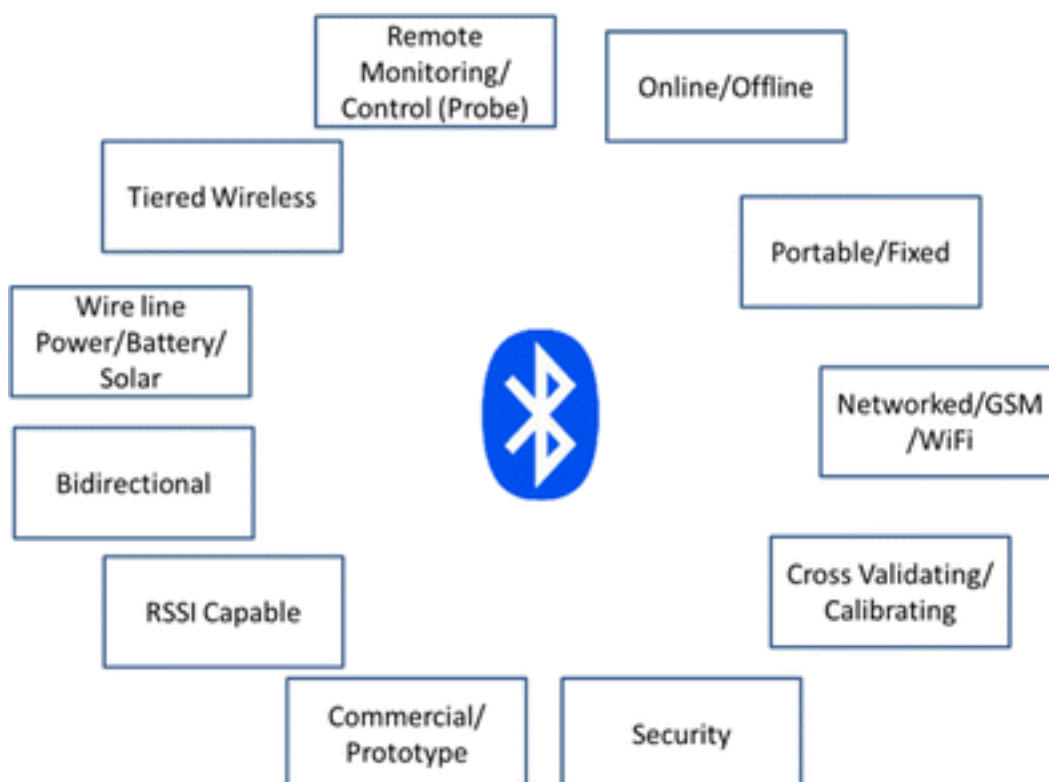 Remote
Monitoring/
Control (Probe)
Online/Offline
Tiered Wireless
Portable/Fixed
Wire line
Power/Battery/
Solar
Networked/GSM
/WiFi
Bidirectional
Cross Validating/
Calibrating
RSSI Capable
Commercial/
Prototype
Security